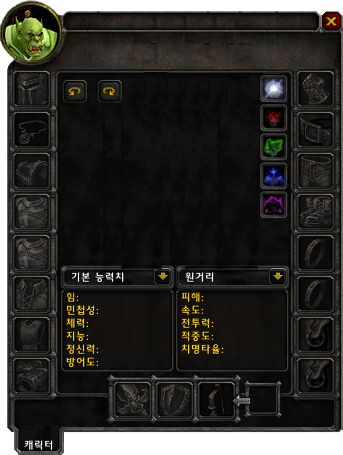 기본 능력치
원거리
힘:
민첩성:
체력:
지능:
정신력:
방어도:
피해:
속도:
전투력:
적중도:
치명타율:
캐릭터